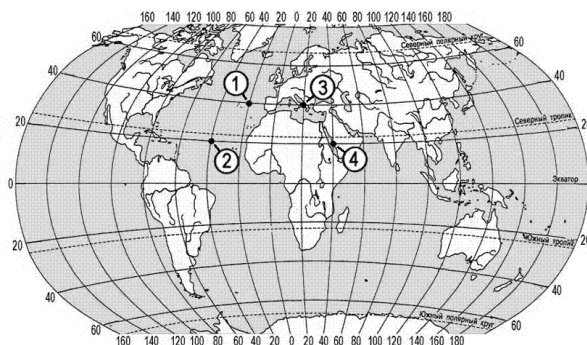 160 140 120 100 80 60 40 20 0 20 40 60 80 100 120 140 160 180
60 Северный полярный круг 60
40 40
1 3
20 Северный тропик 20
2 4
0 Экватор
20 Южный тропик 20
40 40
60 Южный полярный круг 60
160 140 120 100 80 60 40 20 0 20 40 60 80 100 120 140 160 180